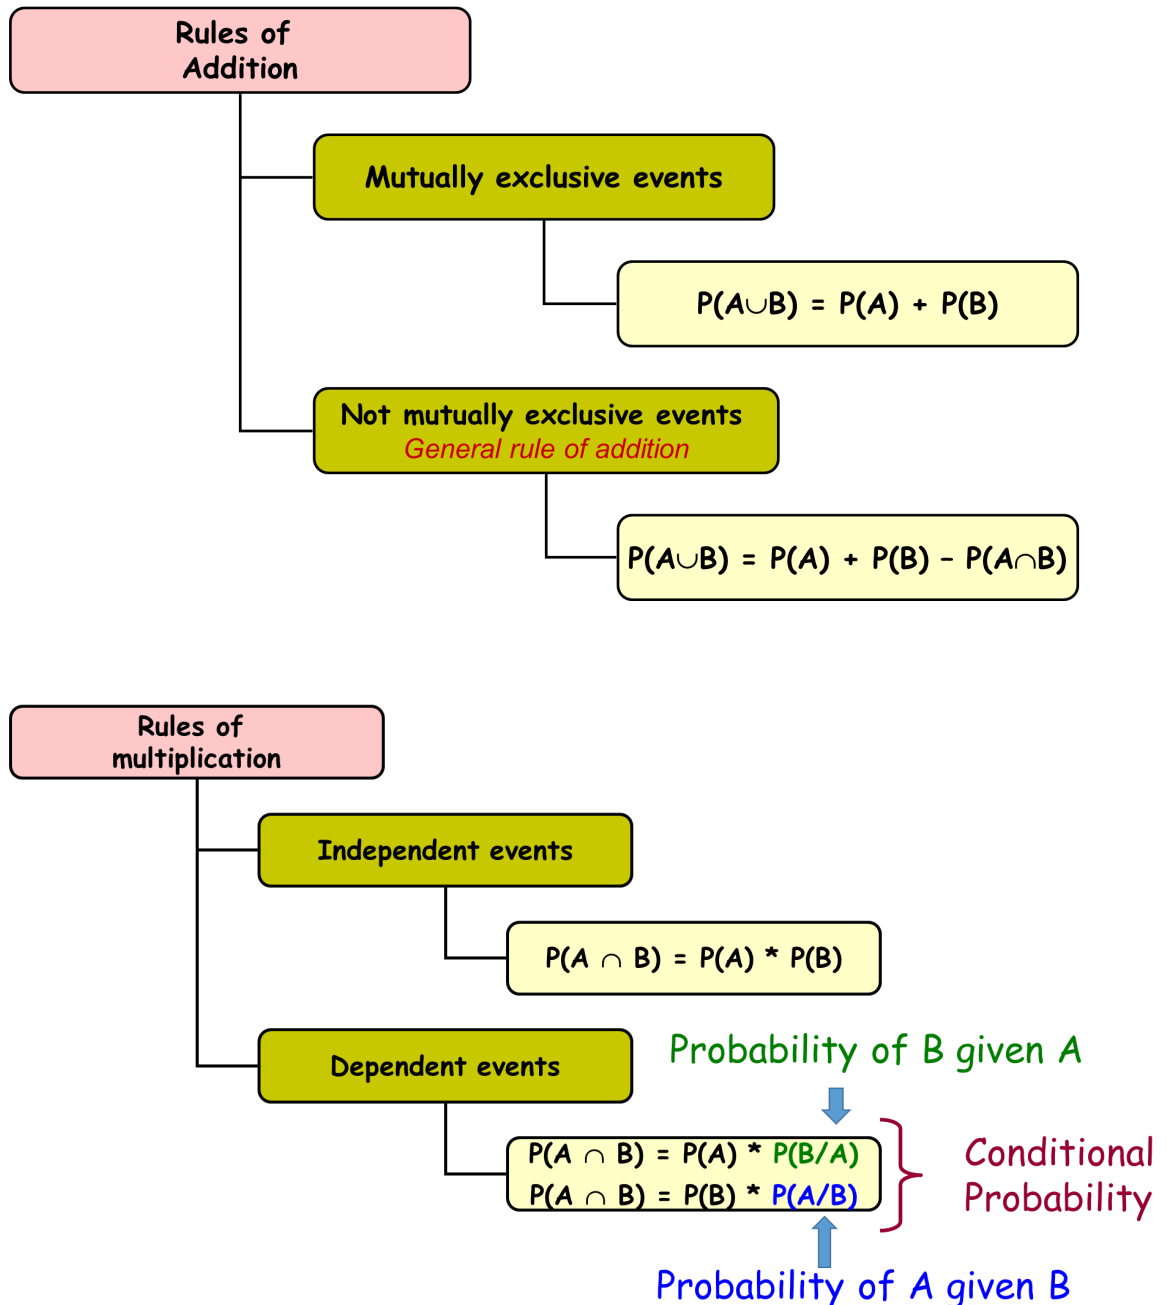 Rules of
Addition
Mutually exclusive events
P(A∪B) = P(A) + P(B)
Not mutually exclusive events
General rule of addition
P(A∪B) = P(A) + P(B) – P(A∩B)
Rules of
multiplication
Independent events
P(A ∩ B) = P(A) * P(B)
Dependent events
Probability of B given A
P(A ∩ B) = P(A) * P(B/A)
P(A ∩ B) = P(B) * P(A/B)
Conditional
Probability
Probability of A given B